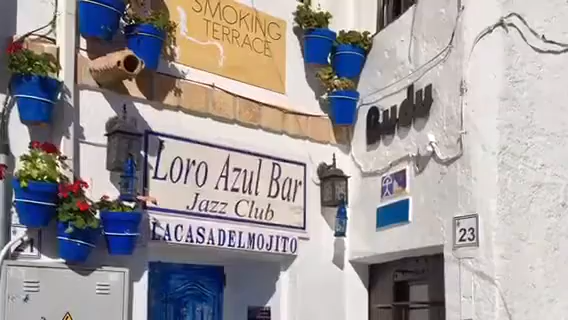 SMOKING
TERRACE
Budu
Loro Azul Bar
Jazz Club
LACASADELMOJITO
21
23